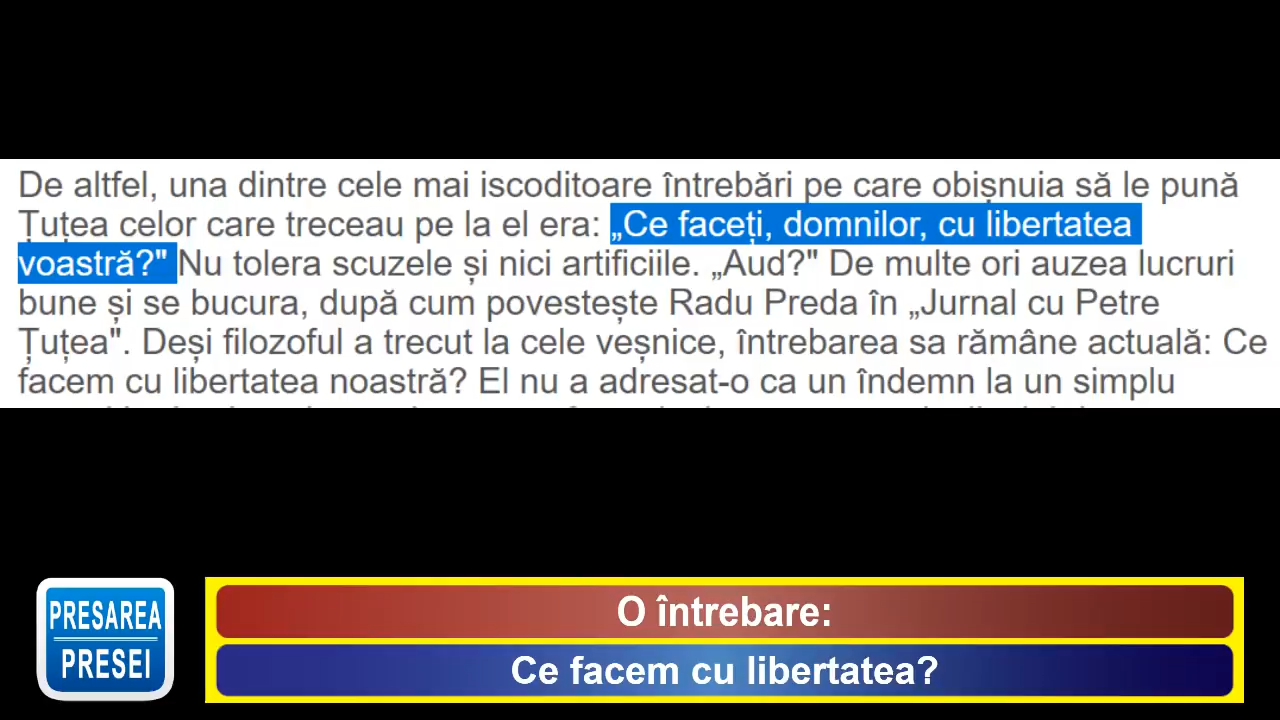 De altfel, una dintre cele mai iscoditoare întrebări pe care obișnuia să le pună
Țuțea celor care treceau pe la el era: „Ce faceți, domnilor, cu libertatea
voastră?" Nu tolera scuzele și nici artificiile. „Aud?" De multe ori auzea lucruri
bune și se bucura, după cum povestește Radu Preda în „Jurnal cu Petre
Țuțea". Deși filozoful a trecut la cele veșnice, întrebarea sa rămâne actuală: Ce
facem cu libertatea noastră? El nu a adresat-o ca un îndemn la un simplu
PRESAREA
PRESEI
O întrebare:
Ce facem cu libertatea?